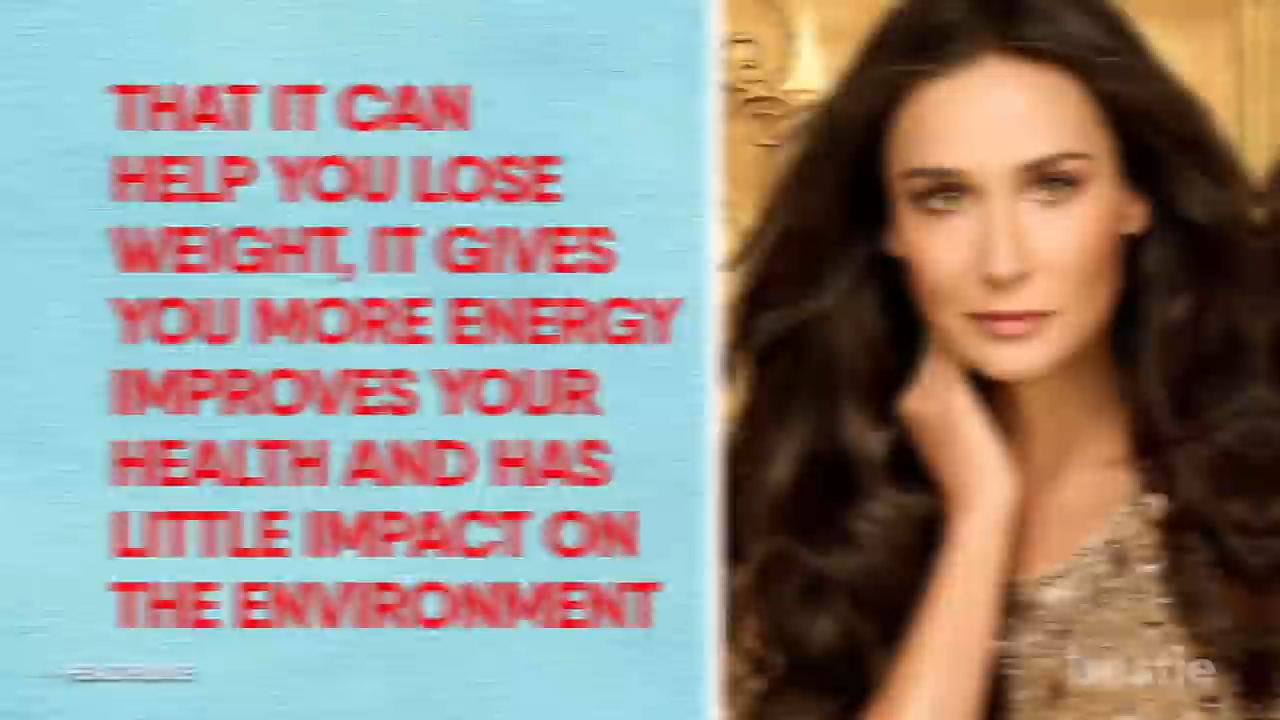 THAT IT CAN
HELP YOU LOSE
WEIGHT, IT GIVES
YOU MORE ENERGY
IMPROVES YOUR
HEALTH AND HAS
LITTLE IMPACT ON
THE ENVIRONMENT